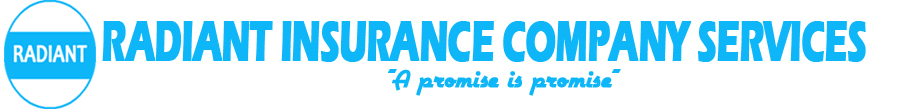 RADIANT
RADIANT INSURANCE COMPANY SERVICES
"A promise is promise"